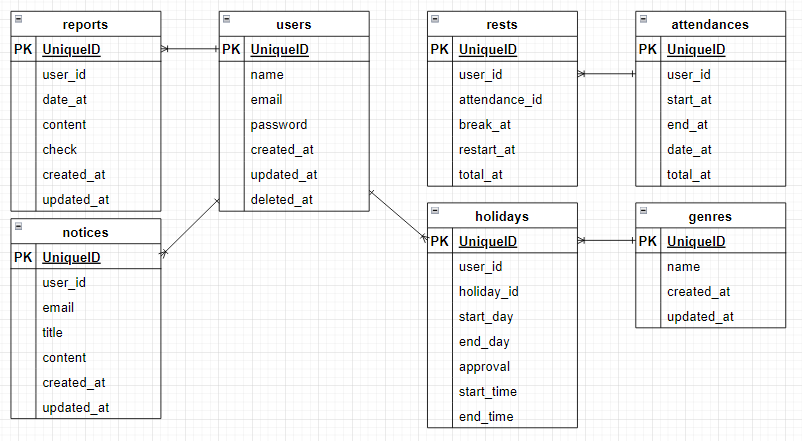 reports
PK UniqueID
user_id
date_at
content
check
created_at
updated_at
users
PK UniqueID
name
email
password
created_at
updated_at
deleted_at
rests
PK UniqueID
user_id
attendance_id
break_at
restart_at
total_at
attendances
PK UniqueID
user_id
start_at
end_at
date_at
total_at
notices
PK UniqueID
user_id
email
title
content
created_at
updated_at
holidays
PK UniqueID
user_id
holiday_id
start_day
end_day
approval
start_time
end_time
genres
PK UniqueID
name
created_at
updated_at